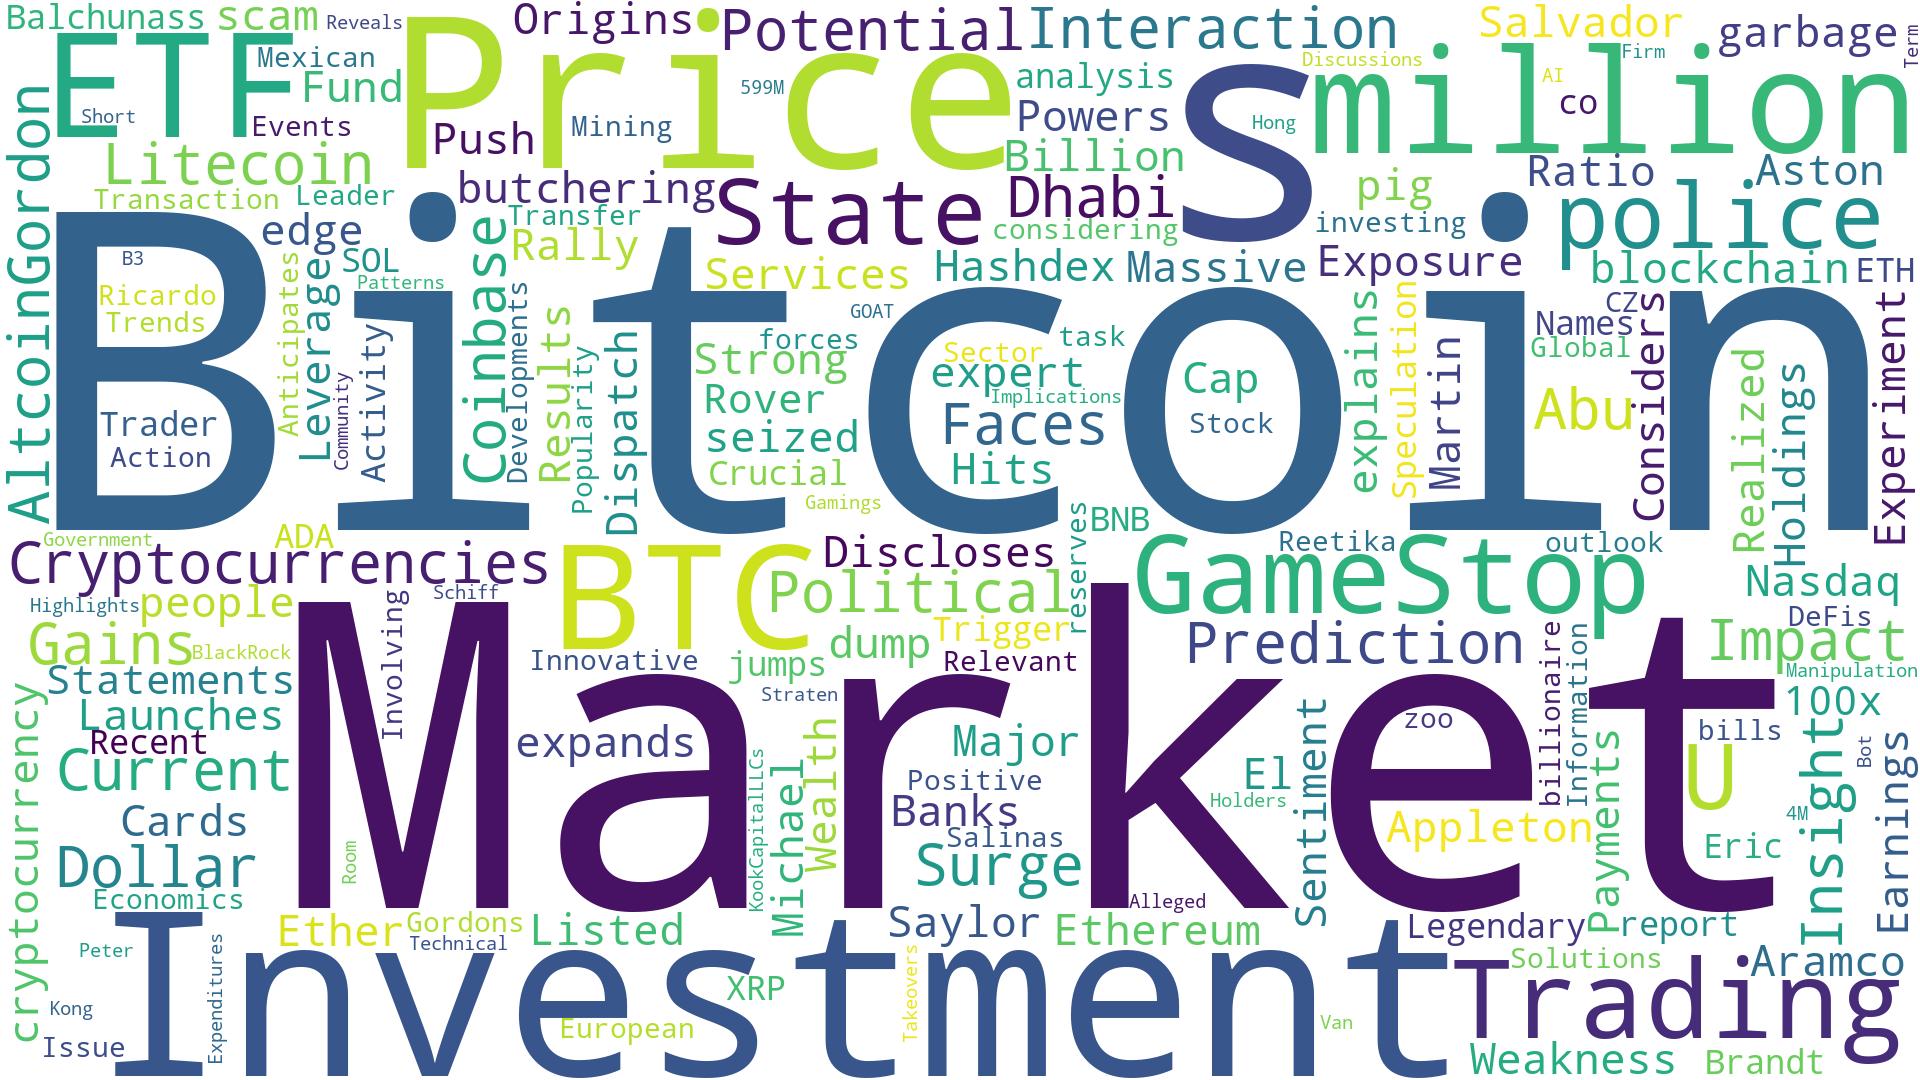 Balchunass
scam
Reveals
Origins
Potential
Interaction
Salvador
garbage
Term
ETF
Mexican
Fund
Short
Events
Price
599M
analysis
s
Discussions
Firm
AI
co
million
Push
Mining
Powers
Hong
AltcoinGordon
Litecoin
Billion
Ratio
Aston
Transaction
Leader
butchering
State
Dhabi
pig
police
Transfer
considering
investing
edge
Rally
SOL
Services
Hashdex
Massive
Exposure
blockchain
ETH
B3
Patterns
Ricardo
Trends
Bitcoin
Anticipates
Leverage
Community
Activity
Coinbase
Developments
Results
Popularity
Dispatch
GOAT
forces
Strong
Sector
expert
task
Implications
Rover
seized
Crucial
Gamings
Faces
Hits
Cap
Stock
explains
Speculation
Martin
CZ
Names
Global
Abu
Considers
Realized
Holdings
Experiment
Trader
Action
reserves
BNB
Government
ADA
Cryptocurrencies
BTC
Discloses
GameStop
Reetika
outlook
Highlights
people
Schiff
Political
Nasdaq
DeFis
Gains
BlackRock
Involving
Innovative
jumps
dump
Trigger
Relevant
Prediction
billionaire
Information
Impact
Manipulation
Statements
Straten
100x
Launches
Recent
Market
expands
Major
zoo
bills
Current
KookCapitalLLCs
Michael
Wealth
Positive
El
Holders
Sentiment
Payments
U
4M
Insight
Bot
Earnings
cryptocurrency
Cards
Banks
Salinas
Appleton
Eric
Dollar
Room
Surge
Economics
Alleged
Ether
Gordons
Technical
Listed
Saylor
Ethereum
Legendary
report
Peter
Expenditures
Investment
XRP
Takeovers
Solutions
Aramco
Trading
Kong
Issue
European
Van
Weakness
Brandt